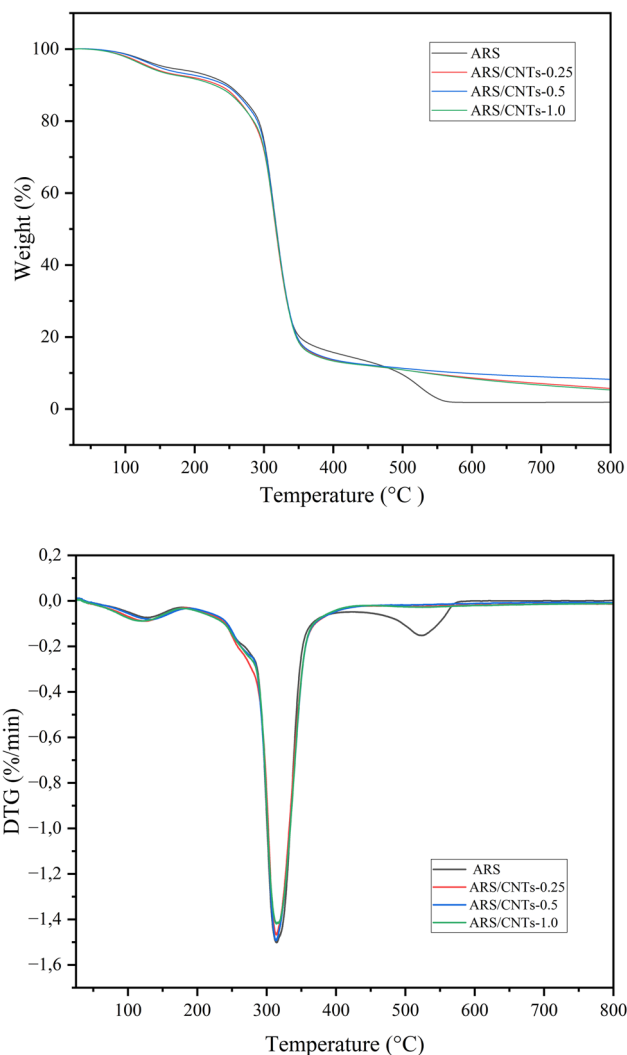 100
80
60
40
20
0
Weight (%)
ARS
ARS/CNTs-0.25
ARS/CNTs-0.5
ARS/CNTs-1.0
100 200 300 400 500 600 700 800
Temperature (°C )
0,2
0,0
−0,2
−0,4
−0,6
−0,8
−1,0
−1,2
−1,4
−1,6
DTG (%/min)
ARS
ARS/CNTs-0.25
ARS/CNTs-0.5
ARS/CNTs-1.0
100 200 300 400 500 600 700 800
Temperature (°C)